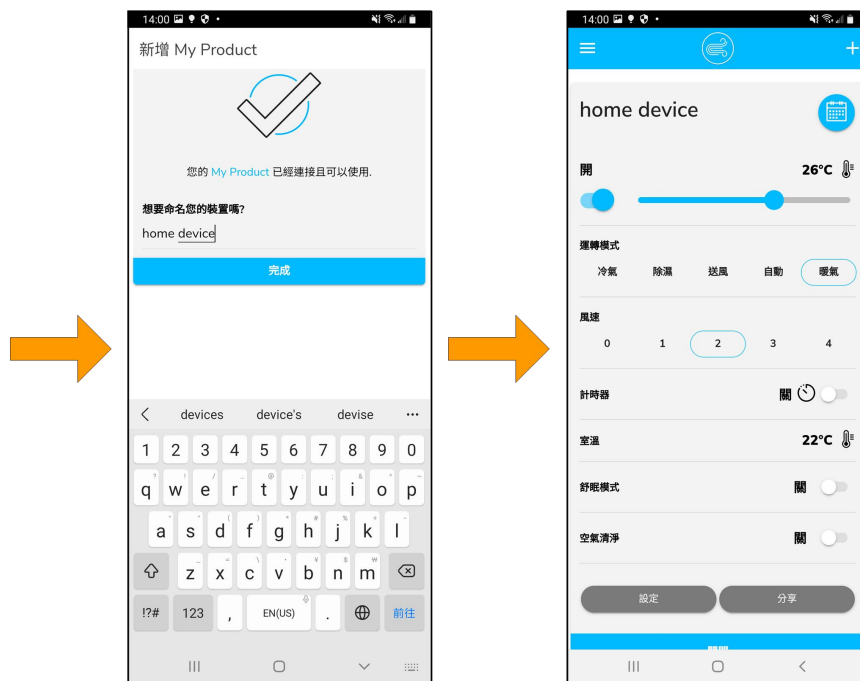 14:00
新增 My Product
您的 My Product 已經連接且可以使用.
想要命名您的裝置嗎?
home device
完成
devices device's devise ...
1 2 3 4 5 6 7 8 9 0
q w e r t y u i o p
a s d f g h j k l
z x c v b n m
!?# 123 , EN(US) . 前往
14:00
home device
開 26°C
運轉模式
冷氣 除濕 送風 自動 暖氣
風速
0 1 2 3 4
計時器 關
室溫 22°C
舒眠模式 關
空氣清淨 關
設定 分享